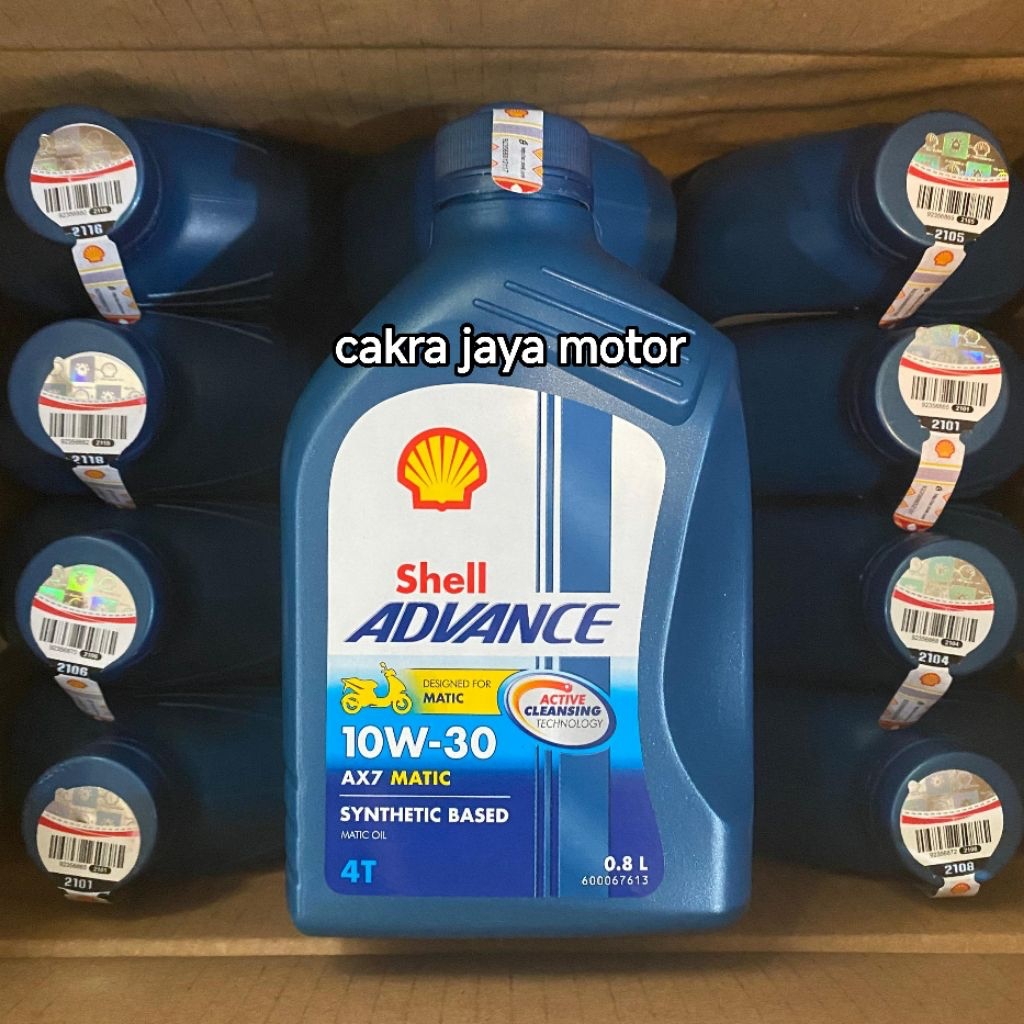 2116
2105
cakra jaya motor
2118
2101
Shell
ADVANCE
2106
2104
DESIGNED FOR
MATIC
ACTIVE
CLEANSING
TECHNOLOGY
10W-30
AX7 MATIC
SYNTHETIC BASED
MATIC OIL
4T
0.8 L
600067613
2101
2108